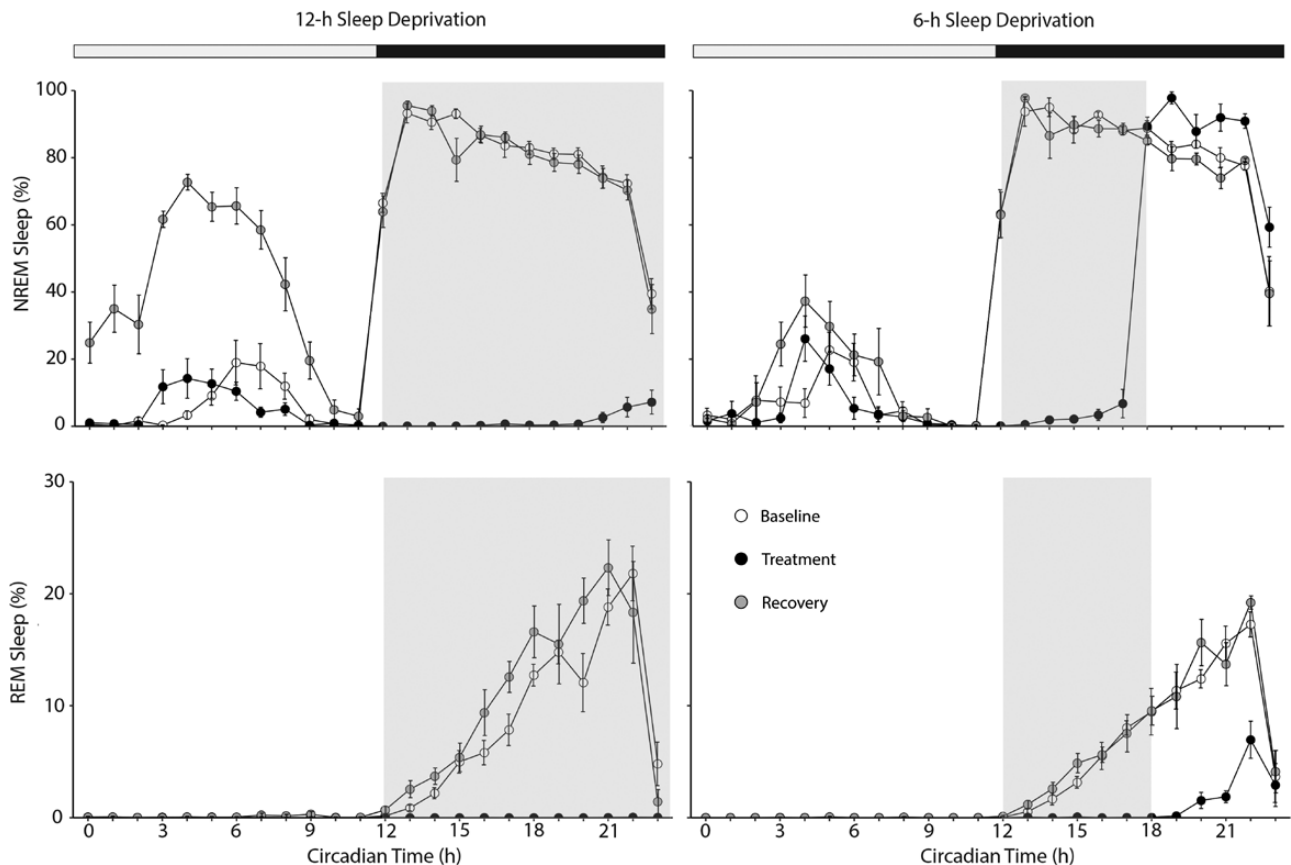 12-h Sleep Deprivation
6-h Sleep Deprivation
NREM Sleep (%)
100
80
60
40
20
0
REM Sleep (%)
30
20
10
0
Baseline
Treatment
Recovery
0 3 6 9 12 15 18 21
0 3 6 9 12 15 18 21
Circadian Time (h)
Circadian Time (h)